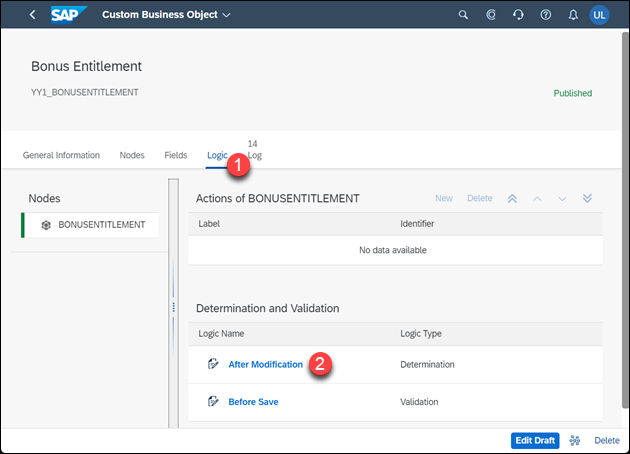 SAP Custom Business Object
UL
Bonus Entitlement
YY1_BONUSENTITLEMENT
Published
14
General Information Nodes Fields Logic Log
1
Nodes
BONUSENTITLEMENT
Actions of BONUSENTITLEMENT New Delete
Label Identifier
No data available
Determination and Validation
Logic Name Logic Type
After Modification 2 Determination
Before Save Validation
Edit Draft Delete